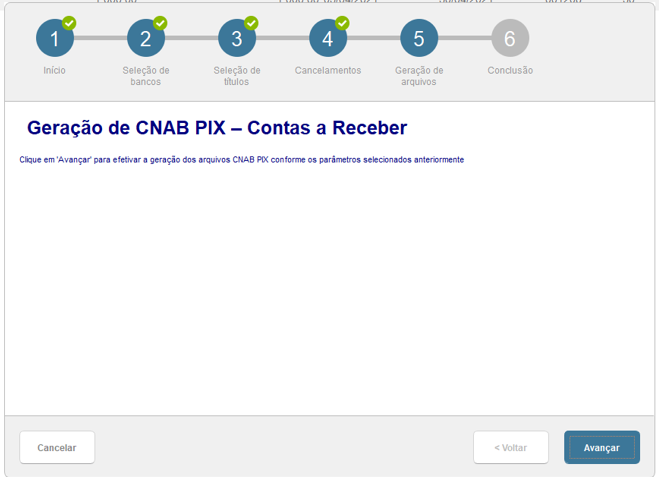 1
2
3
4
5
6
Início
Seleção de
bancos
Seleção de
títulos
Cancelamentos
Geração de
arquivos
Conclusão
Geração de CNAB PIX – Contas a Receber
Clique em 'Avançar' para efetivar a geração dos arquivos CNAB PIX conforme os parâmetros selecionados anteriormente
Cancelar
< Voltar
Avançar